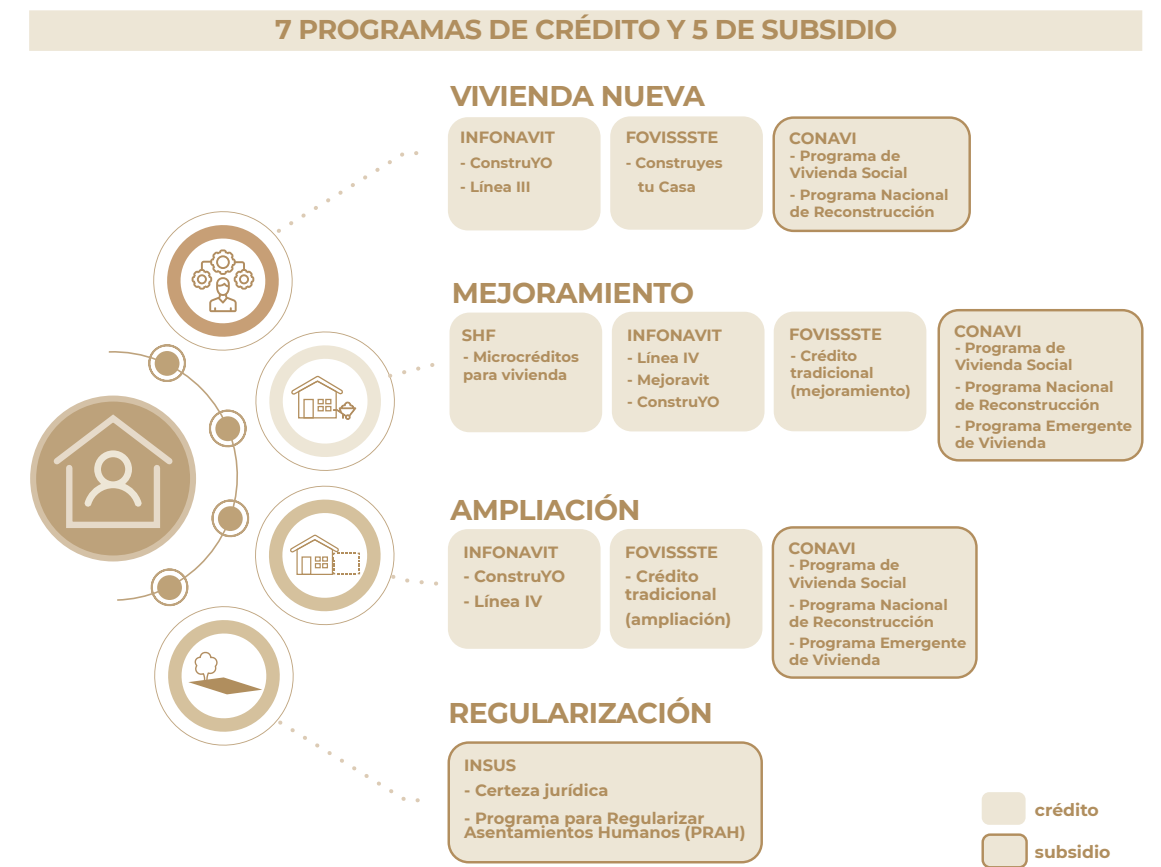 7 PROGRAMAS DE CRÉDITO Y 5 DE SUBSIDIO
VIVIENDA NUEVA
INFONAVIT
- ConstruYO
- Línea III
FOVISSSTE
- Construyes
tu Casa
CONAVI
- Programa de
Vivienda Social
- Programa Nacional
de Reconstrucción
MEJORAMIENTO
SHF
- Microcréditos
para vivienda
INFONAVIT
- Línea IV
- Mejoravit
- ConstruYO
FOVISSSTE
- Crédito
tradicional
(mejoramiento)
CONAVI
- Programa de
Vivienda Social
- Programa Nacional
de Reconstrucción
- Programa Emergente
de Vivienda
AMPLIACIÓN
INFONAVIT
- ConstruYO
- Línea IV
FOVISSSTE
- Crédito
tradicional
(ampliación)
CONAVI
- Programa de
Vivienda Social
- Programa Nacional
de Reconstrucción
- Programa Emergente
de Vivienda
REGULARIZACIÓN
INSUS
- Certeza jurídica
- Programa para Regularizar
Asentamientos Humanos (PRAH)
crédito
subsidio